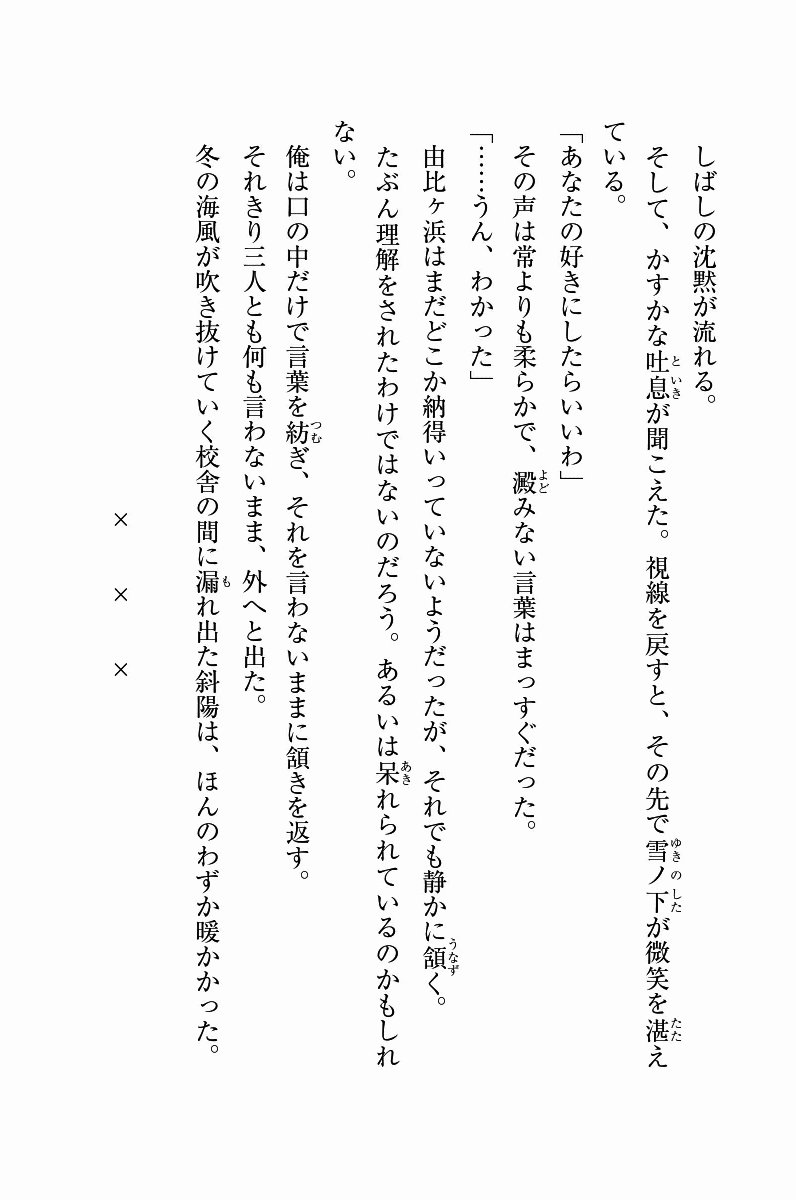 しばしの沈黙が流れる。
　そして、かすかな吐息が聞こえた。視線を戻すと、その先で雪ノ下が微笑を湛え
ている。
「あなたの好きにしたらいいわ」
　その声は常よりも柔らかで、澱みない言葉はまっすぐだった。
「……うん、わかった」
　由比ヶ浜はまだどこか納得いっていないようだったが、それでも静かに頷く。
　たぶん理解をされたわけではないのだろう。あるいは呆れられているのかもしれ
ない。
　俺は口の中だけで言葉を紡ぎ、それを言わないままに頷きを返す。
　それきり三人とも何も言わないまま、外へと出た。
　冬の海風が吹き抜けていく校舎の間に漏れ出た斜陽は、ほんのわずか暖かかった。
×　×　×